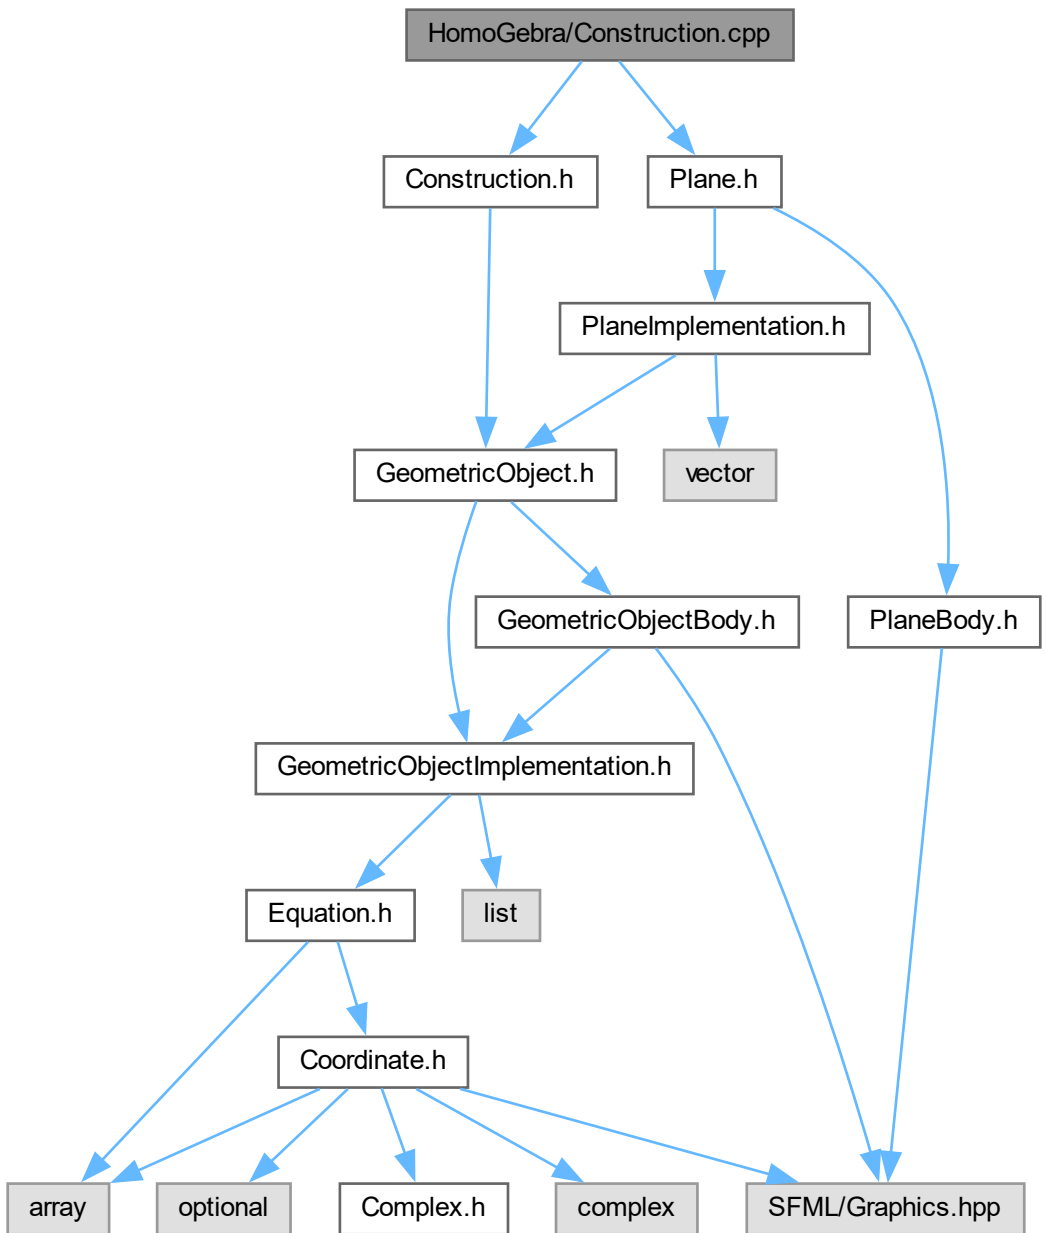 HomoGebra/Construction.cpp
Construction.h
Plane.h
PlaneImplementation.h
GeometricObject.h
vector
GeometricObjectBody.h
PlaneBody.h
GeometricObjectImplementation.h
Equation.h
list
Coordinate.h
array
optional
Complex.h
complex
SFML/Graphics.hpp